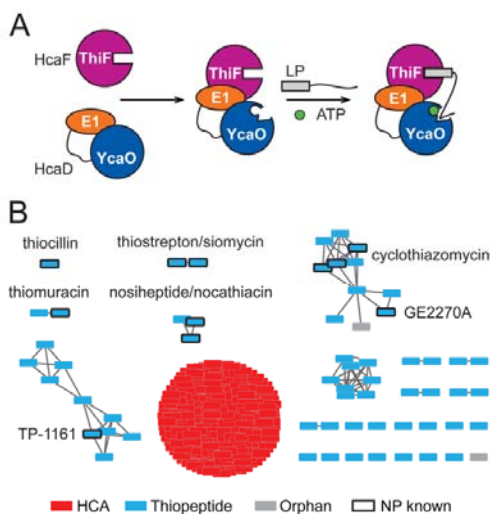 A
HcaF
ThiF
E1
YcaO
HcaD
ThiF
E1
YcaO
LP
ATP
ThiF
E1
YcaO
B
thiocillin
thiostrepton/siomycin
cyclothiazomycin
thiomuracin
nosiheptide/nocathiacin
GE2270A
TP-1161
HCA
Thiopeptide
Orphan
NP known